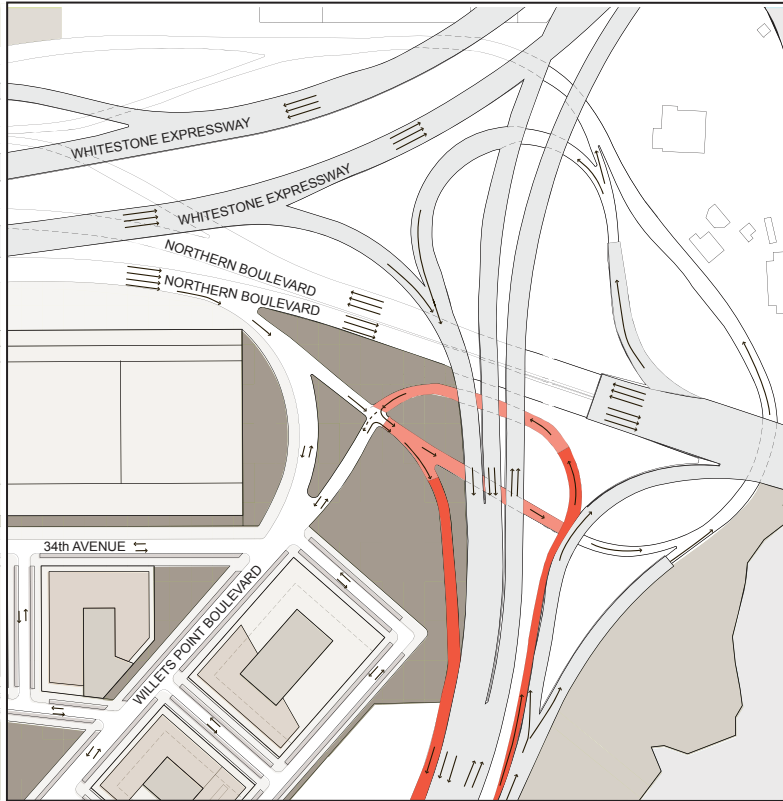 WHITESTONE EXPRESSWAY
WHITESTONE EXPRESSWAY
NORTHERN BOULEVARD
NORTHERN BOULEVARD
34th AVENUE
WILLETS POINT BOULEVARD